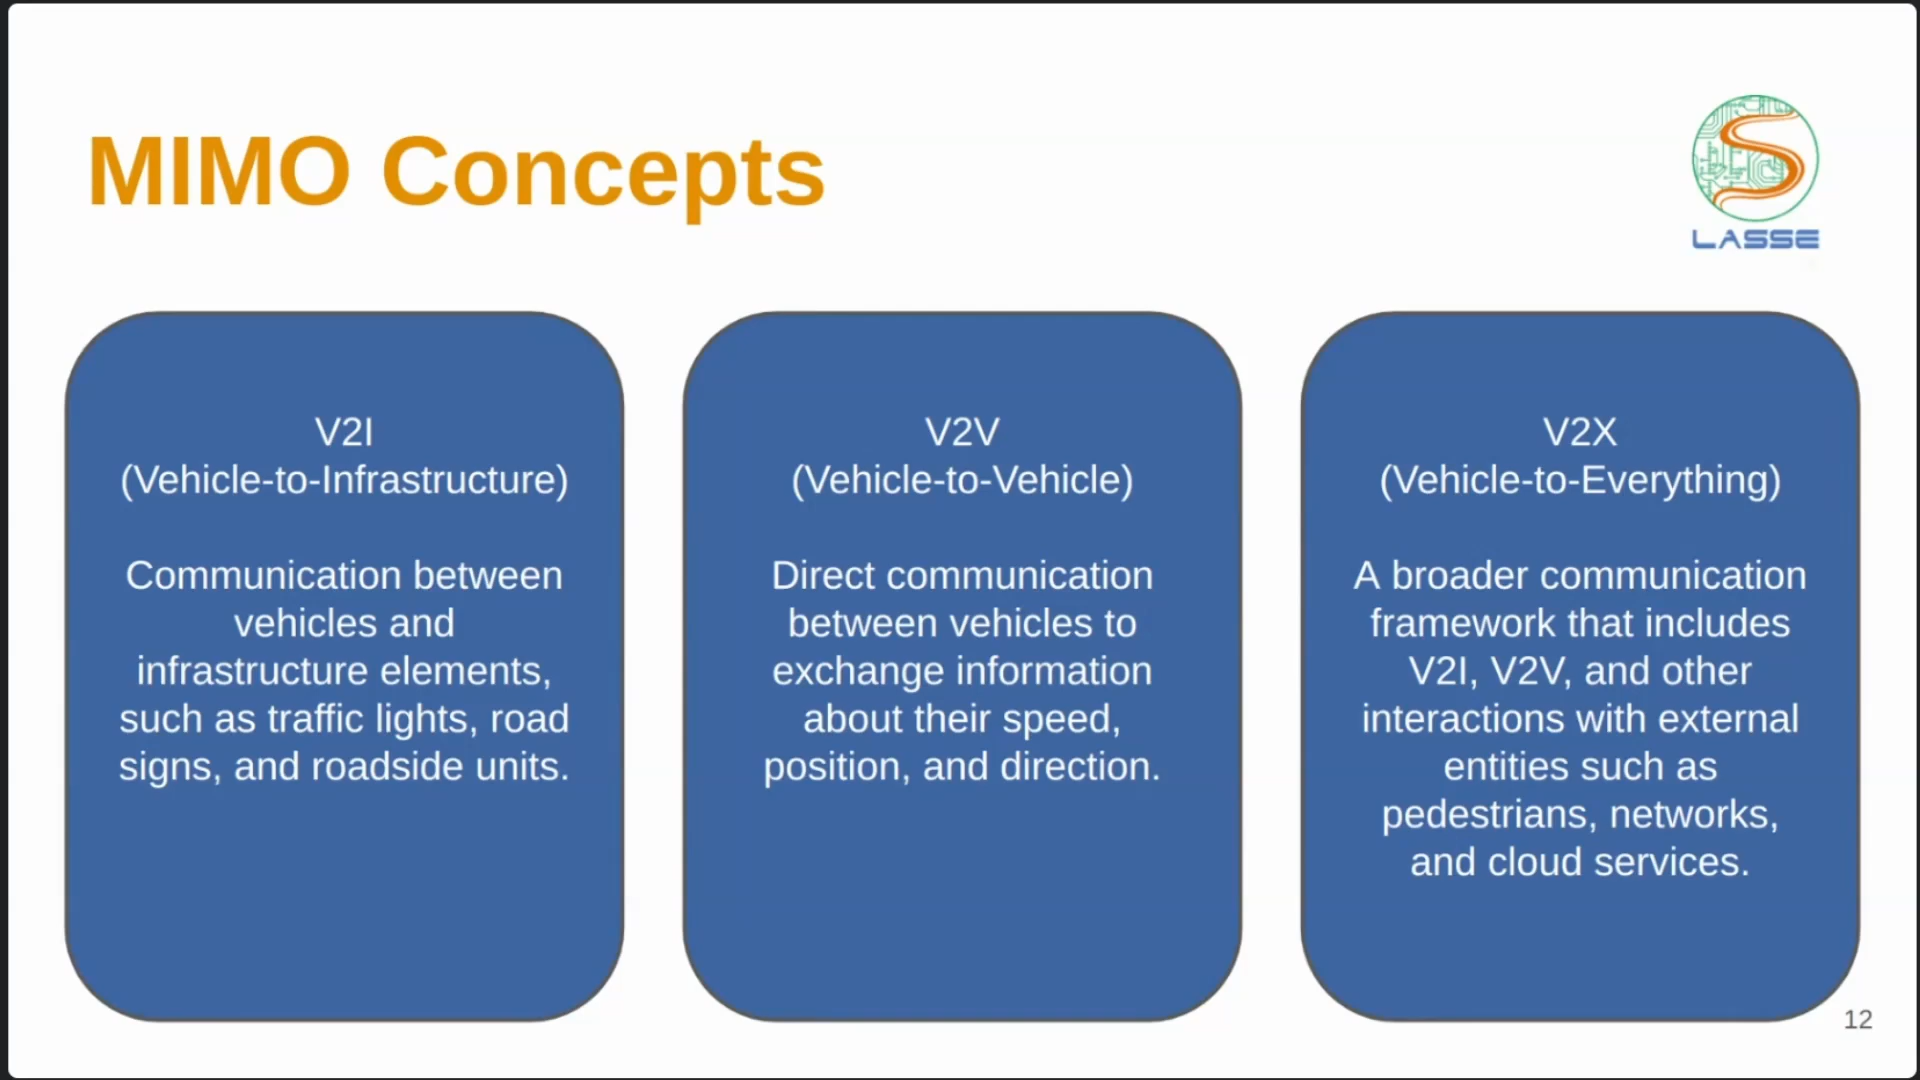 MIMO Concepts
LASSE
V2I
(Vehicle-to-Infrastructure)
Communication between
vehicles and
infrastructure elements,
such as traffic lights, road
signs, and roadside units.
V2V
(Vehicle-to-Vehicle)
Direct communication
between vehicles to
exchange information
about their speed,
position, and direction.
V2X
(Vehicle-to-Everything)
A broader communication
framework that includes
V2I, V2V, and other
interactions with external
entities such as
pedestrians, networks,
and cloud services.
12